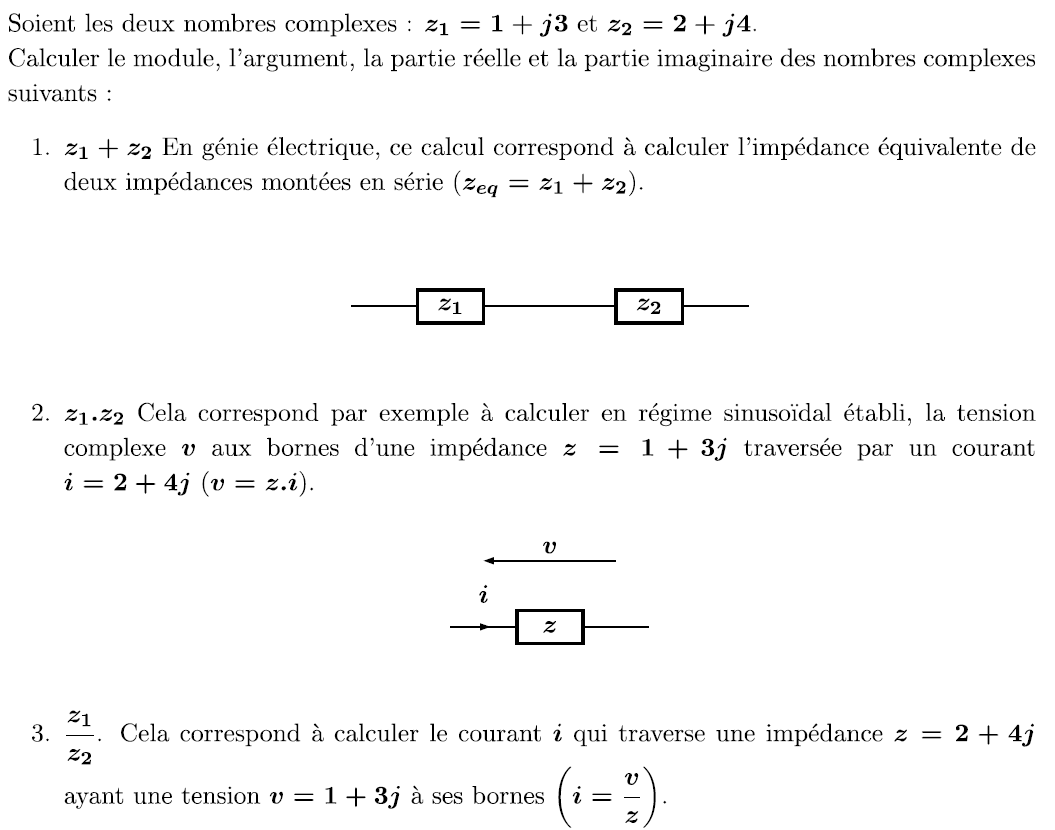 Soient les deux nombres complexes : z₁ = 1 + j3 et z₂ = 2 + j4.
Calculer le module, l'argument, la partie réelle et la partie imaginaire des nombres complexes
suivants :
1. z₁ + z₂ En génie électrique, ce calcul correspond à calculer l'impédance équivalente de
deux impédances montées en série (z_eq = z₁ + z₂).
z₁ z₂
2. z₁.z₂ Cela correspond par exemple à calculer en régime sinusoïdal établi, la tension
complexe v aux bornes d'une impédance z = 1 + 3j traversée par un courant
i = 2 + 4j (v = z.i).
v
i
z
3. z₁/z₂. Cela correspond à calculer le courant i qui traverse une impédance z = 2 + 4j
ayant une tension v = 1 + 3j à ses bornes (i = v/z).